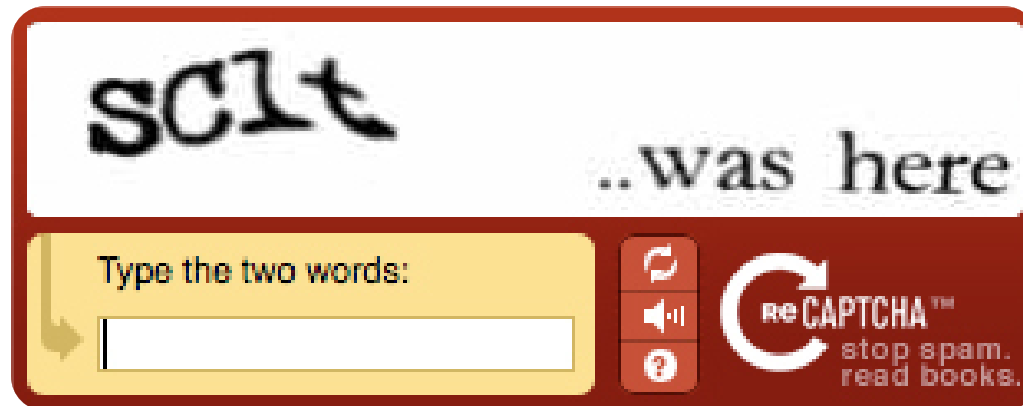 sclt ..was here
Type the two words:
ReCAPTCHA™
stop spam.
read books.